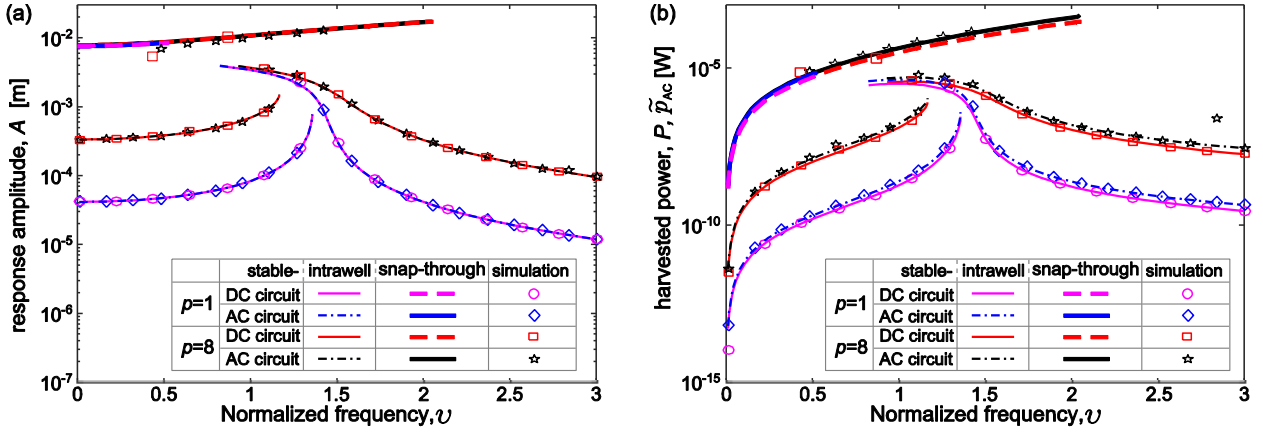 (a)
response amplitude, A [m]
10⁻²
10⁻³
10⁻⁴
10⁻⁵
10⁻⁶
10⁻⁷
0 0.5 1 1.5 2 2.5 3
Normalized frequency, υ
stable- intrawell snap-through simulation
p=1 DC circuit
AC circuit
p=8 DC circuit
AC circuit
(b)
harvested power, P, p̃AC [W]
10⁻⁵
10⁻¹⁰
10⁻¹⁵
0 0.5 1 1.5 2 2.5 3
Normalized frequency, υ
stable- intrawell snap-through simulation
p=1 DC circuit
AC circuit
p=8 DC circuit
AC circuit